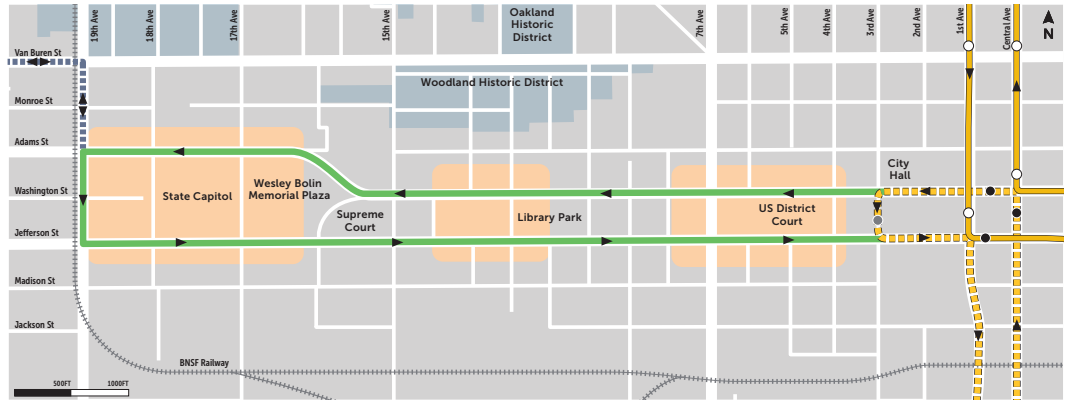 19th Ave
18th Ave
17th Ave
15th Ave
Oakland
Historic
District
7th Ave
5th Ave
4th Ave
3rd Ave
2nd Ave
1st Ave
Central Ave
N
Van Buren St
Woodland Historic District
Monroe St
Adams St
City
Hall
Washington St
State Capitol
Wesley Bolin
Memorial Plaza
Supreme
Court
Library Park
US District
Court
Jefferson St
Madison St
Jackson St
BNSF Railway
500FT
1000FT